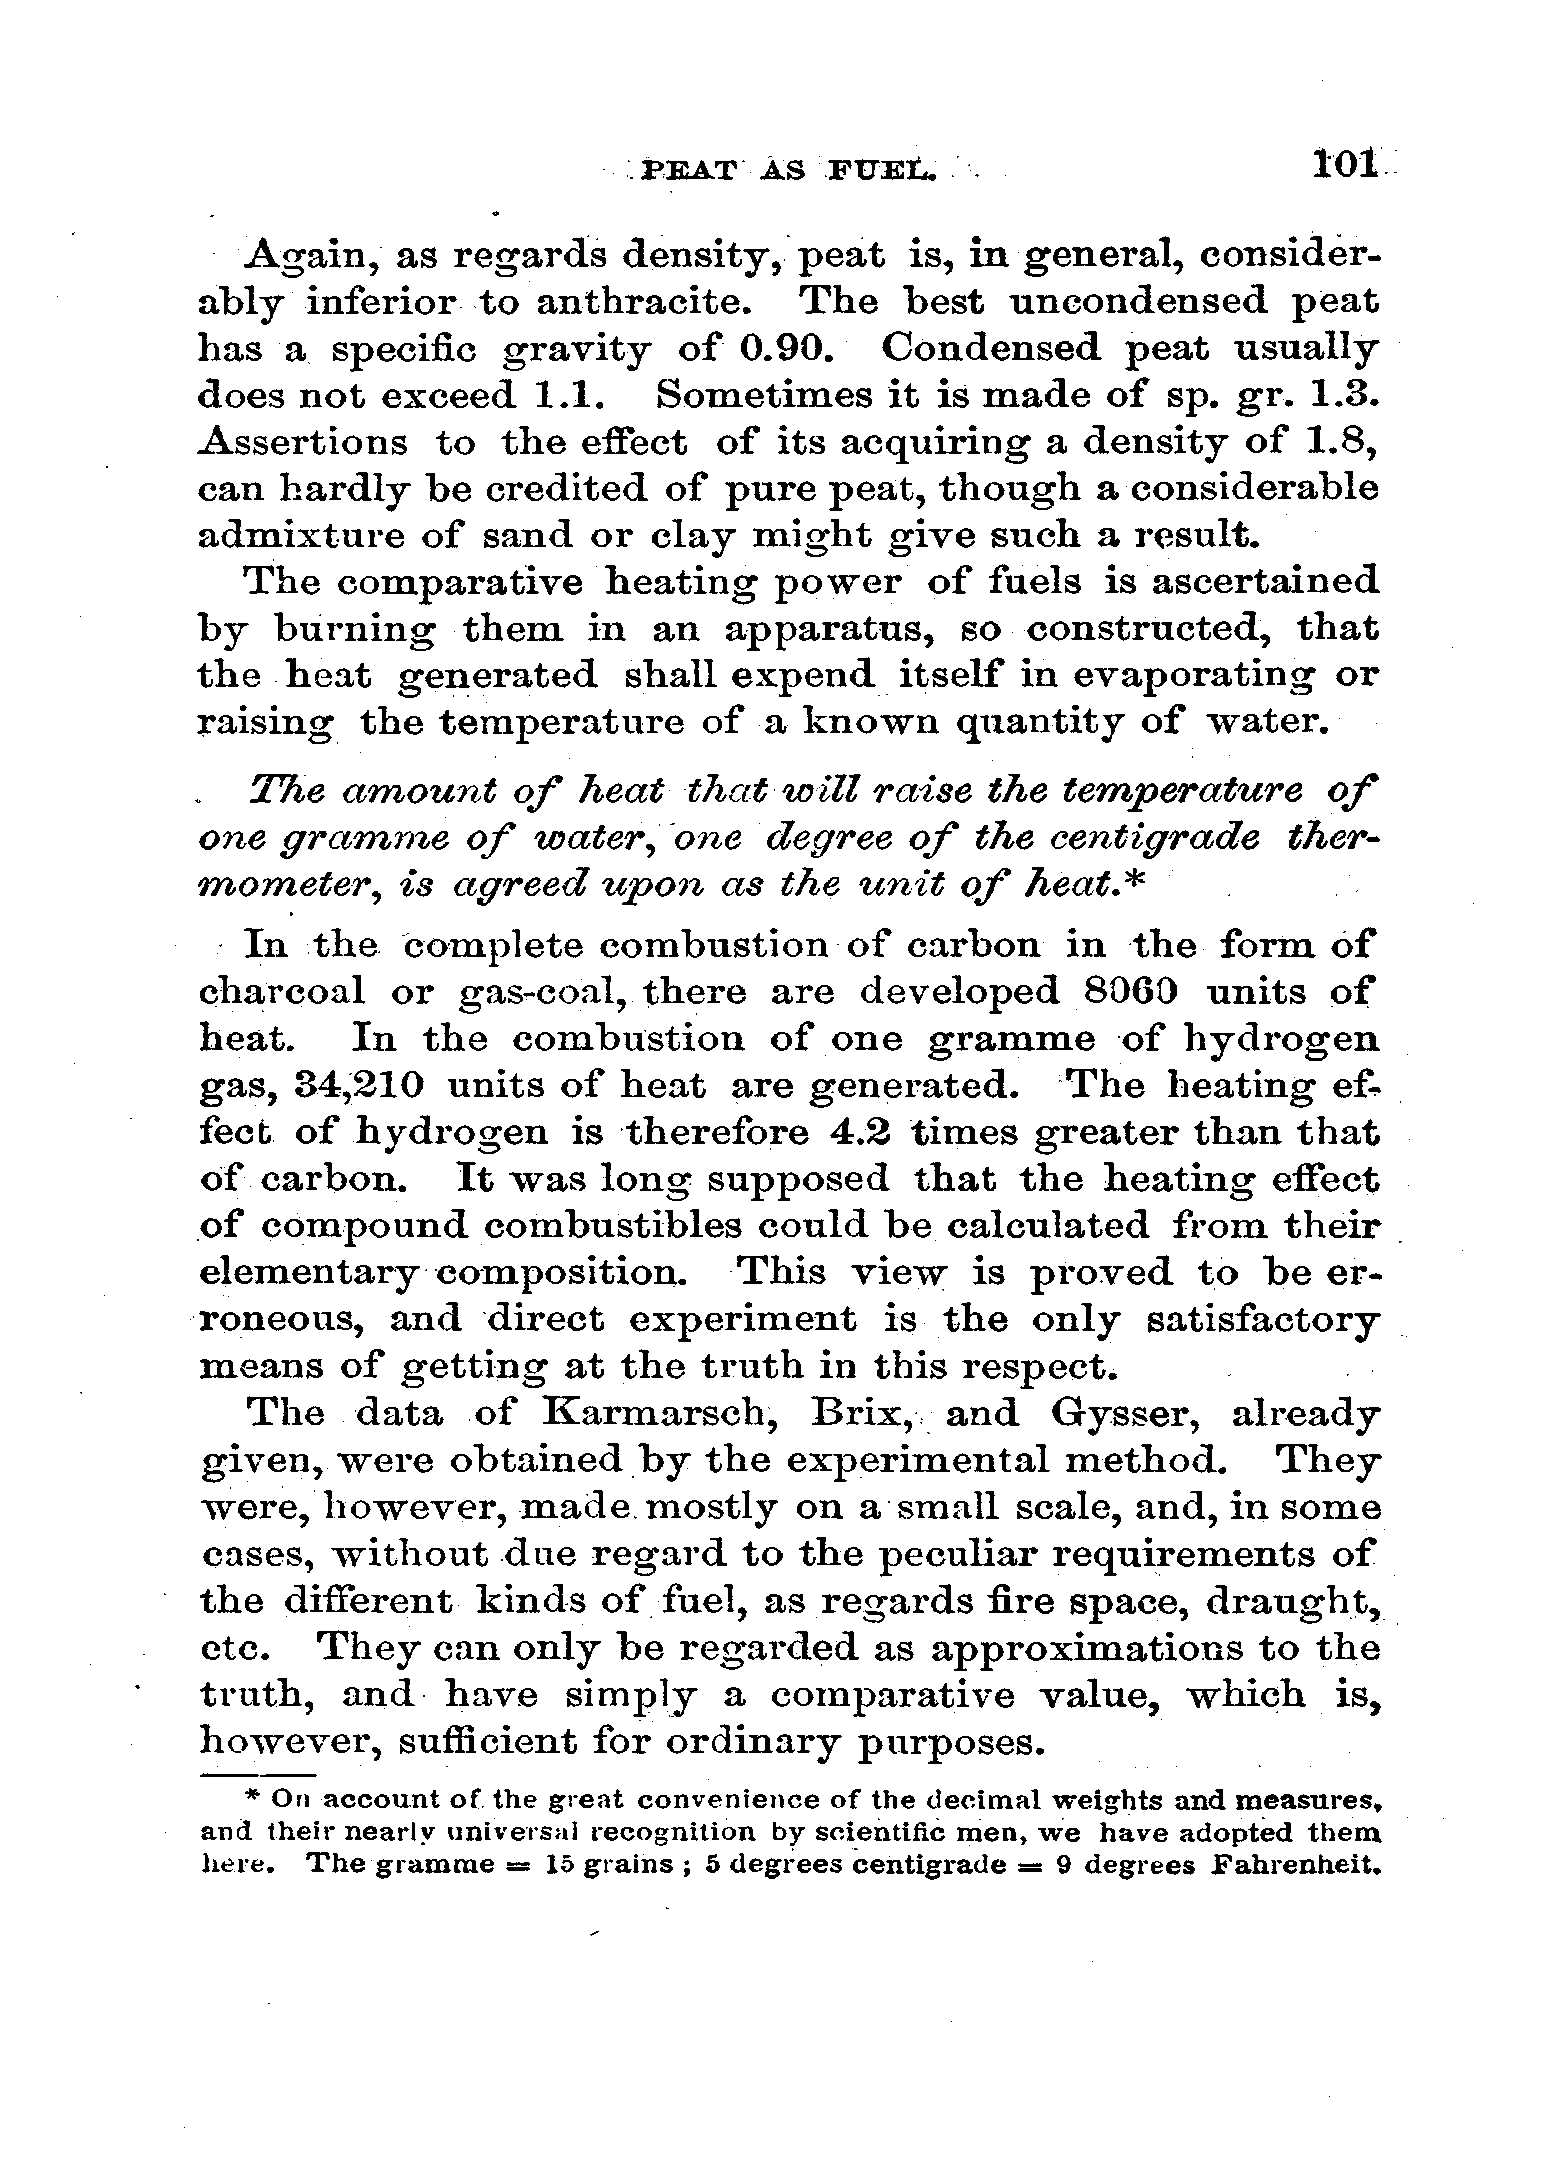 PEAT AS FUEL. 101
Again, as regards density, peat is, in general, consider-
ably inferior to anthracite. The best uncondensed peat
has a specific gravity of 0.90. Condensed peat usually
does not exceed 1.1. Sometimes it is made of sp. gr. 1.3.
Assertions to the effect of its acquiring a density of 1.8,
can hardly be credited of pure peat, though a considerable
admixture of sand or clay might give such a result.
The comparative heating power of fuels is ascertained
by burning them in an apparatus, so constructed, that
the heat generated shall expend itself in evaporating or
raising the temperature of a known quantity of water.
The amount of heat that will raise the temperature of
one gramme of water, one degree of the centigrade ther-
mometer, is agreed upon as the unit of heat.*
In the complete combustion of carbon in the form of
charcoal or gas-coal, there are developed 8060 units of
heat. In the combustion of one gramme of hydrogen
gas, 34,210 units of heat are generated. The heating ef-
fect of hydrogen is therefore 4.2 times greater than that
of carbon. It was long supposed that the heating effect
of compound combustibles could be calculated from their
elementary composition. This view is proved to be er-
roneous, and direct experiment is the only satisfactory
means of getting at the truth in this respect.
The data of Karmarsch, Brix, and Gysser, already
given, were obtained by the experimental method. They
were, however, made mostly on a small scale, and, in some
cases, without due regard to the peculiar requirements of
the different kinds of fuel, as regards fire space, draught,
etc. They can only be regarded as approximations to the
truth, and have simply a comparative value, which is,
however, sufficient for ordinary purposes.
* On account of the great convenience of the decimal weights and measures,
and their nearly universal recognition by scientific men, we have adopted them
here. The gramme = 15 grains ; 5 degrees centigrade = 9 degrees Fahrenheit.